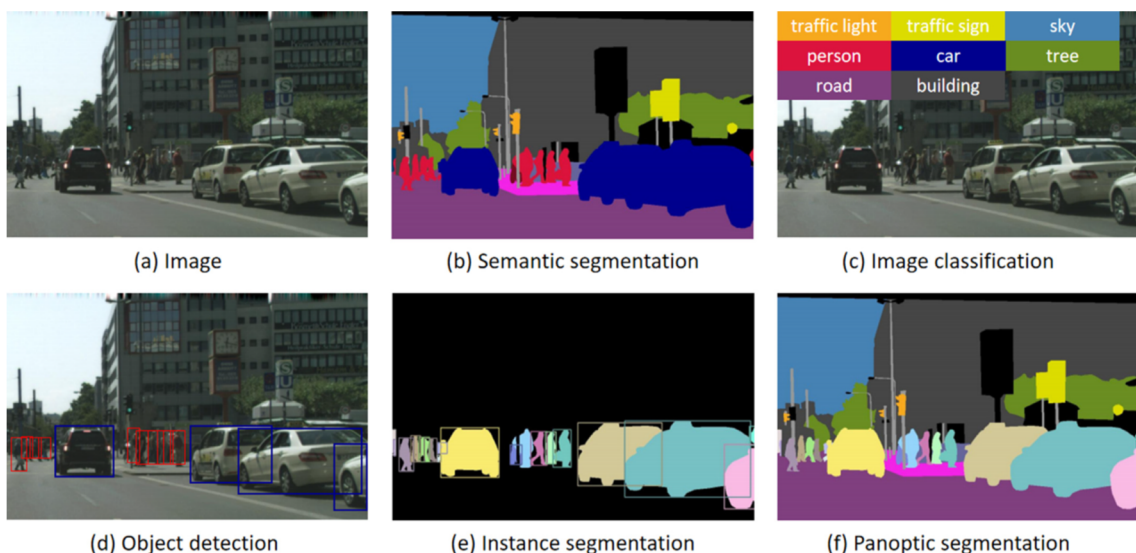 traffic light traffic sign sky
person car tree
road building
(a) Image (b) Semantic segmentation (c) Image classification
S
U
(d) Object detection (e) Instance segmentation (f) Panoptic segmentation